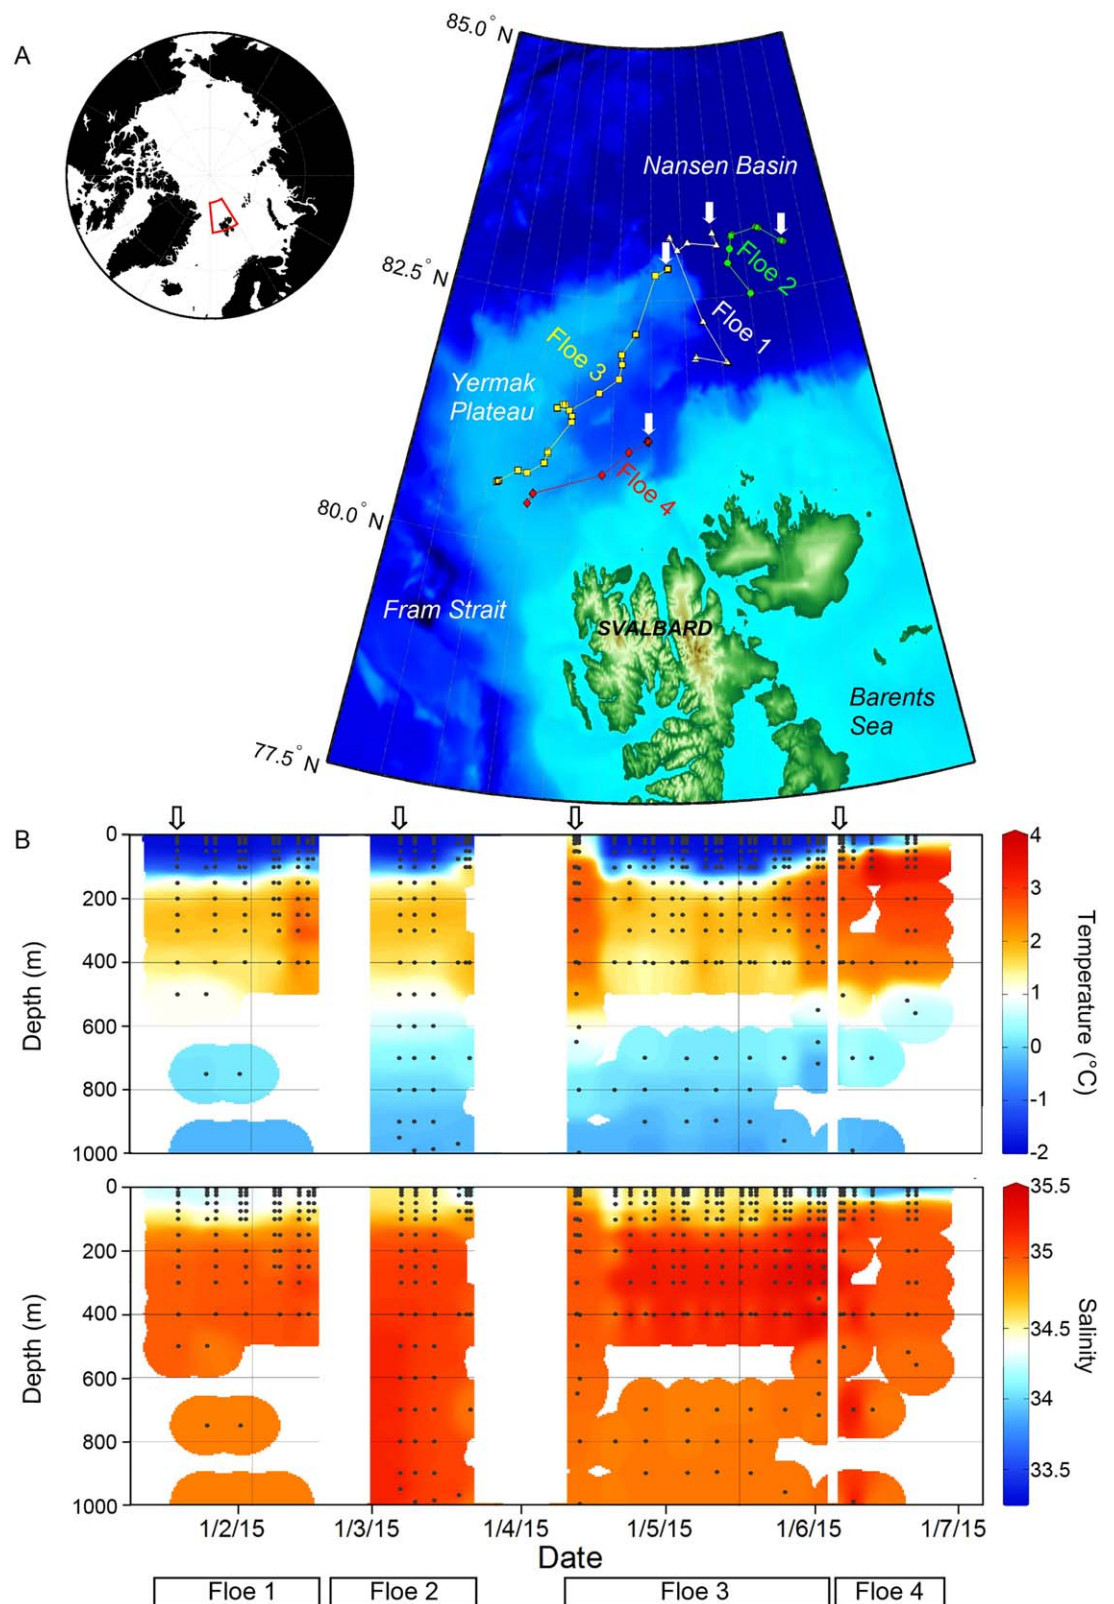 A
85.0°N
Nansen Basin
82.5°N
Floe 2
Floe 1
Floe 3
Yermak
Plateau
Floe 4
80.0°N
Fram Strait
SVALBARD
Barents
Sea
77.5°N
B
0
200
400
600
800
1000
Depth (m)
4
3
2
1
0
-1
-2
Temperature (°C)
0
200
400
600
800
1000
Depth (m)
35.5
35
34.5
34
33.5
Salinity
1/2/15
1/3/15
1/4/15
1/5/15
1/6/15
1/7/15
Date
Floe 1
Floe 2
Floe 3
Floe 4